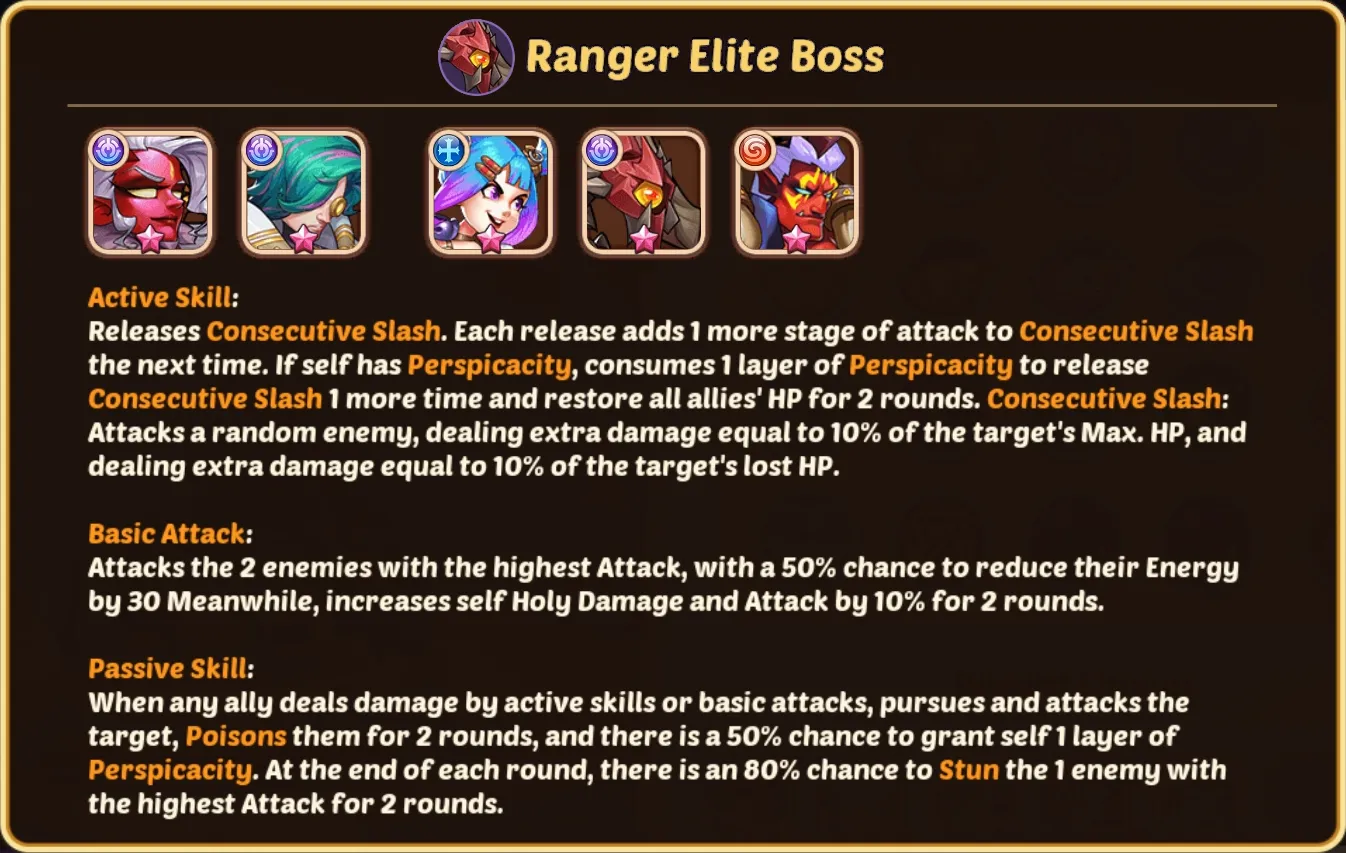 Ranger Elite Boss
Active Skill:
Releases Consecutive Slash. Each release adds 1 more stage of attack to Consecutive Slash
the next time. If self has Perspicacity, consumes 1 layer of Perspicacity to release
Consecutive Slash 1 more time and restore all allies' HP for 2 rounds. Consecutive Slash:
Attacks a random enemy, dealing extra damage equal to 10% of the target's Max. HP, and
dealing extra damage equal to 10% of the target's lost HP.
Basic Attack:
Attacks the 2 enemies with the highest Attack, with a 50% chance to reduce their Energy
by 30 Meanwhile, increases self Holy Damage and Attack by 10% for 2 rounds.
Passive Skill:
When any ally deals damage by active skills or basic attacks, pursues and attacks the
target, Poisons them for 2 rounds, and there is a 50% chance to grant self 1 layer of
Perspicacity. At the end of each round, there is an 80% chance to Stun the 1 enemy with
the highest Attack for 2 rounds.